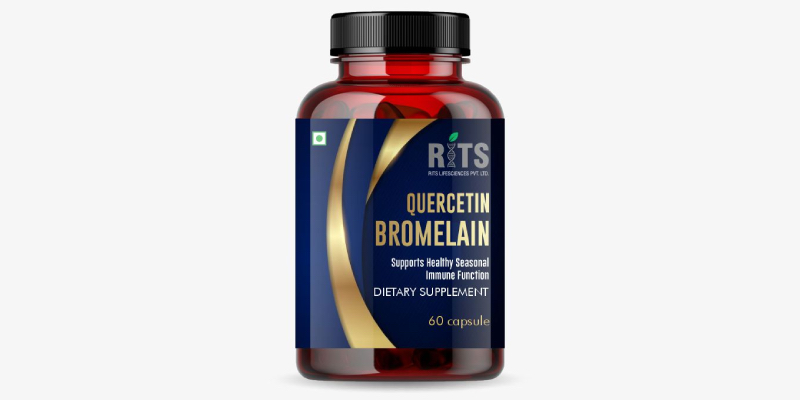 RiTS
RITS LIFESCIENCES PVT. LTD.
QUERCETIN
BROMELAIN
Supports Healthy Seasonal
Immune Function
DIETARY SUPPLEMENT
60 capsule